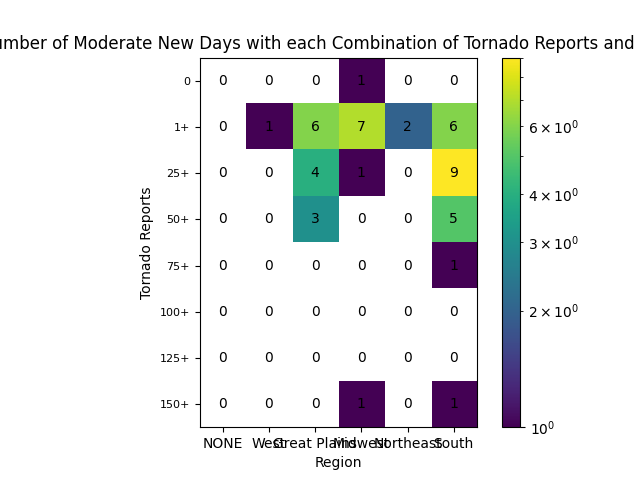 of Moderate New Days with each Combination of Tornado Reports and
0 0 0 0 1 0 0
1+ 0 1 6 7 2 6
25+ 0 0 4 1 0 9
50+ 0 0 3 0 0 5
75+ 0 0 0 0 0 1
100+ 0 0 0 0 0 0
125+ 0 0 0 0 0 0
150+ 0 0 0 1 0 1
NONE West Great Plains Midwest Northeast South
Region
Tornado Reports
6 × 10⁰
4 × 10⁰
3 × 10⁰
2 × 10⁰
10⁰